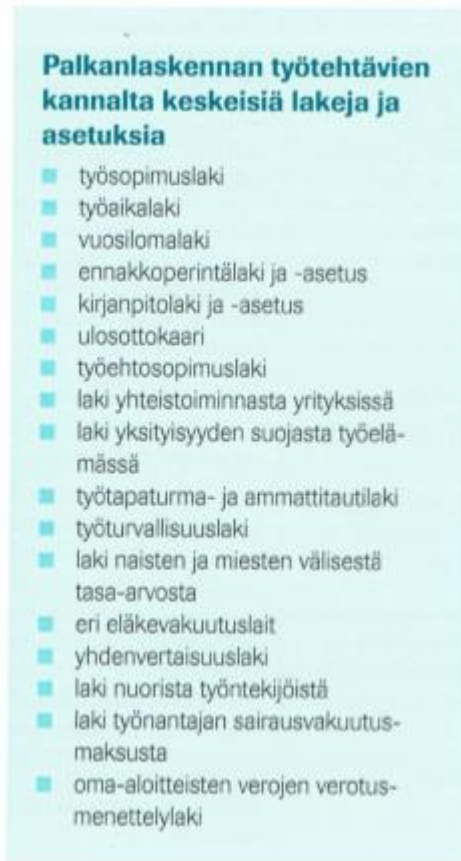 Palkanlaskennan työtehtävien
kannalta keskeisiä lakeja ja
asetuksia
työsopimuslaki
työaikalaki
vuosilomalaki
ennakkoperintälaki ja -asetus
kirjanpitolaki ja -asetus
ulosottokaari
työehtosopimuslaki
laki yhteistoiminnasta yrityksissä
laki yksityisyyden suojasta työelä-
mässä
työtapaturma- ja ammattitautilaki
työturvallisuuslaki
laki naisten ja miesten välisestä
tasa-arvosta
eri eläkevakuutuslait
yhdenvertaisuuslaki
laki nuorista työntekijöistä
laki työnantajan sairausvakuutus-
maksusta
oma-aloitteisten verojen verotus-
menettelylaki